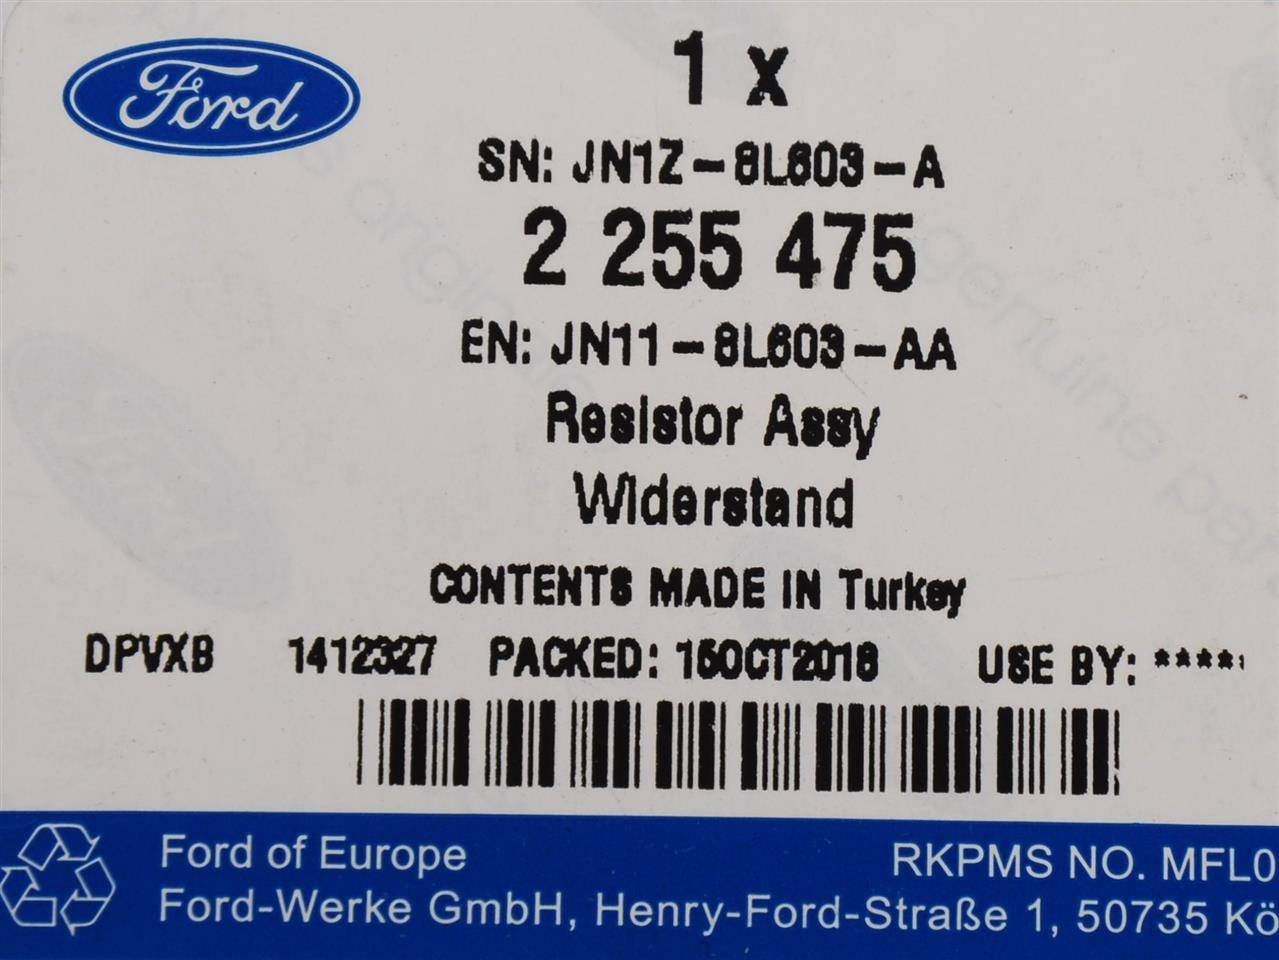 Ford
1 x
SN: JN1Z-8L603-A
2 255 475
EN: JN11-8L603-AA
Resistor Assy
Widerstand
CONTENTS MADE IN Turkey
DPVXB 1412327 PACKED: 15OCT2018 USE BY: ****
Ford of Europe RKPMS NO. MFL0
Ford-Werke GmbH, Henry-Ford-Straße 1, 50735 Kö
genuine